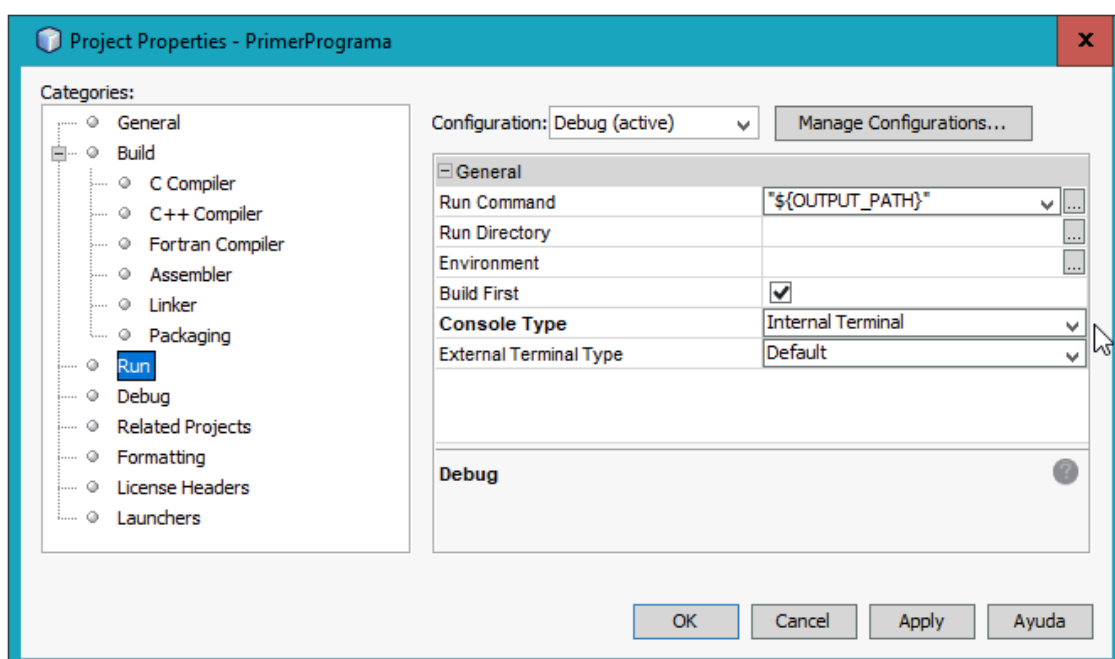 Project Properties - PrimerPrograma
x
Categories:
General
Build
C Compiler
C++ Compiler
Fortran Compiler
Assembler
Linker
Packaging
Run
Debug
Related Projects
Formatting
License Headers
Launchers
Configuration: Debug (active)
Manage Configurations...
General
Run Command "${OUTPUT_PATH}" ...
Run Directory ...
Environment ...
Build First
Console Type Internal Terminal
External Terminal Type Default
Debug
?
OK Cancel Apply Ayuda